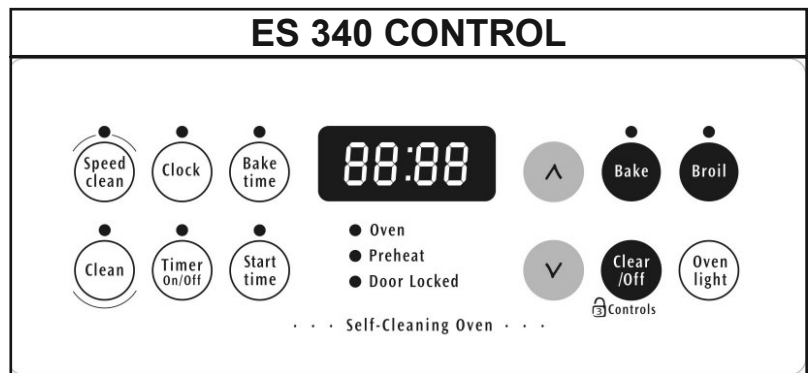 ES 340 CONTROL
Speed
clean
Clock
Bake
time
88:88
^
Bake
Broil
Clean
Timer
On/Off
Start
time
Oven
Preheat
Door Locked
v
Clear
/Off
Oven
light
3
Controls
· · · Self-Cleaning Oven · · ·